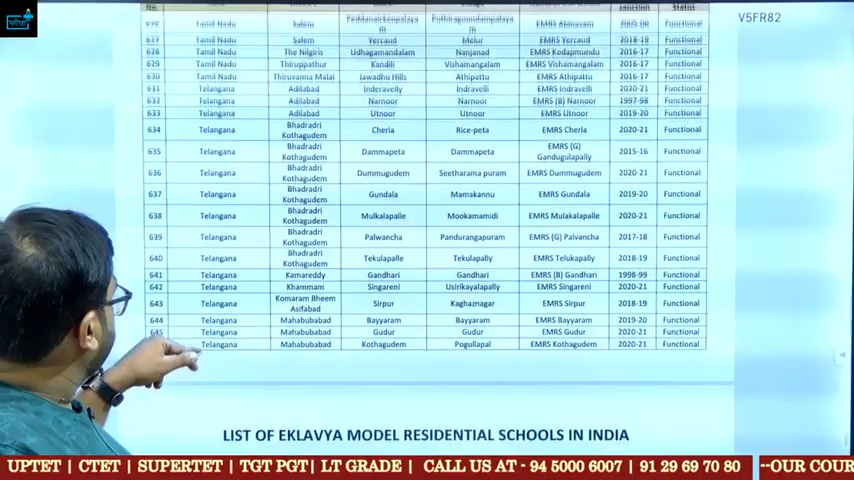 परीक्षा
V5FR82
Status
626 Tamil Nadu Salem EMRS Abinavam Functional
627 Tamil Nadu Salem Yercaud Melur EMRS Yercaud 2018-19 Functional
628 Tamil Nadu The Nilgiris Udhagamandalam Nanjanad EMRS Kodapmundu 2016-17 Functional
629 Tamil Nadu Thiruppathur Kandili Vishamangalam EMRS Vishamangalam 2016-17 Functional
630 Tamil Nadu Thiruvanna Malai Jawadhu Hills Athipattu EMRS Athipattu 2016-17 Functional
631 Telangana Adilabad Inderavelly Indraveili EMRS Indravelli 2020-21 Functional
632 Telangana Adilabad Narnoor Narnoor EMRS (B) Narnoor 1997-98 Functional
633 Telangana Adilabad Utnoor Utnoor EMRS Utnoor 2019-20 Functional
634 Telangana Bhadradri Kothagudem Cherla Rice-peta EMRS Cherla 2020-21 Functional
635 Telangana Bhadradri Kothagudem Dammapeta Dammapeta EMRS (G) Gandugulapally 2015-16 Functional
636 Telangana Bhadradri Kothagudem Dummugudem Seetharama puram EMRS Dummugudem 2020-21 Functional
637 Telangana Bhadradri Kothagudem Gundala Mamakannu EMRS Gundala 2019-20 Functional
638 Telangana Bhadradri Kothagudem Mulkalapalle Mookamamidi EMRS Mulakalapalle 2020-21 Functional
639 Telangana Bhadradri Kothagudem Palwancha Pandurangapuram EMRS (G) Palvancha 2017-18 Functional
640 Telangana Bhadradri Kothagudem Tekulapalle Tekulapally EMRS Telukapally 2018-19 Functional
641 Telangana Kamareddy Gandhari Gandhari EMRS (B) Gandhari 1998-99 Functional
642 Telangana Khammam Singareni Usirikayalapally EMRS Singareni 2020-21 Functional
643 Telangana Komaram Bheem Asifabad Sirpur Kaghaznagar EMRS Sirpur 2018-19 Functional
644 Telangana Mahabubabad Bayyaram Bayyaram EMRS Bayyaram 2019-20 Functional
645 Telangana Mahabubabad Gudur Gudur EMRS Gudur 2020-21 Functional
Telangana Mahabubabad Kothagudem Pogullapal EMRS Kothagudem 2020-21 Functional
LIST OF EKLAVYA MODEL RESIDENTIAL SCHOOLS IN INDIA
UPTET | CTET | SUPERTET | TGT PGT| LT GRADE | CALL US AT - 94 5000 6007 | 91 29 69 70 80 --OUR COUR